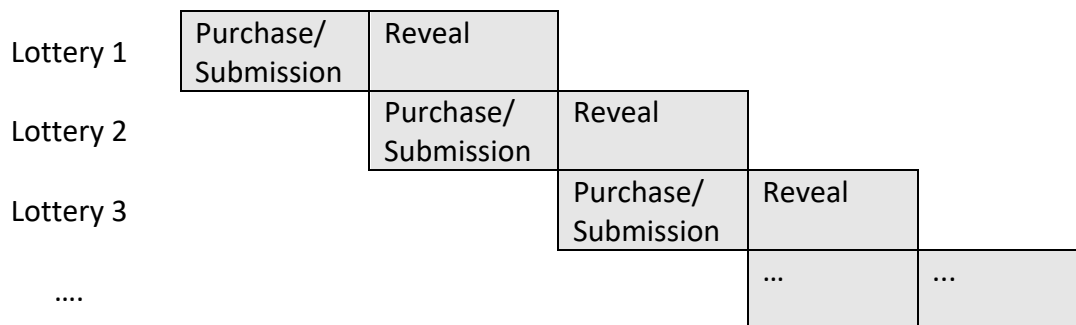 Lottery 1
Purchase/
Submission
Reveal
Lottery 2
Purchase/
Submission
Reveal
Lottery 3
Purchase/
Submission
Reveal
….
...
...